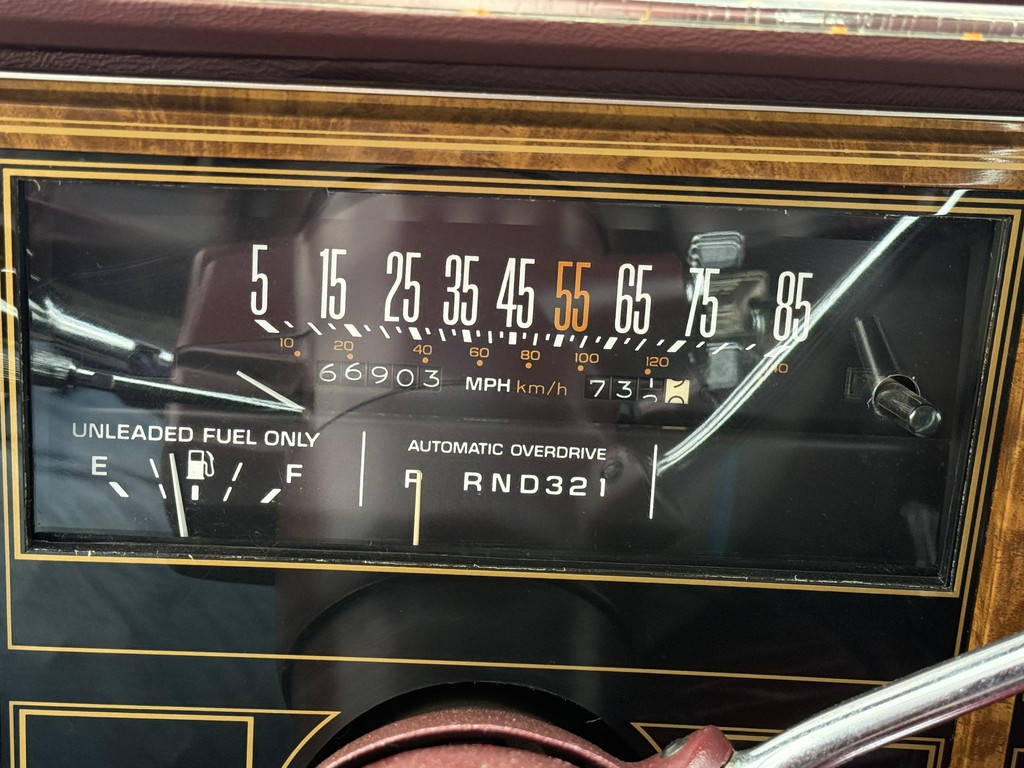 5 15 25 35 45 55 65 75 85
10 20 40 60 80 100 120
66903 MPH km/h 73
UNLEADED FUEL ONLY
E F
AUTOMATIC OVERDRIVE
P RND321